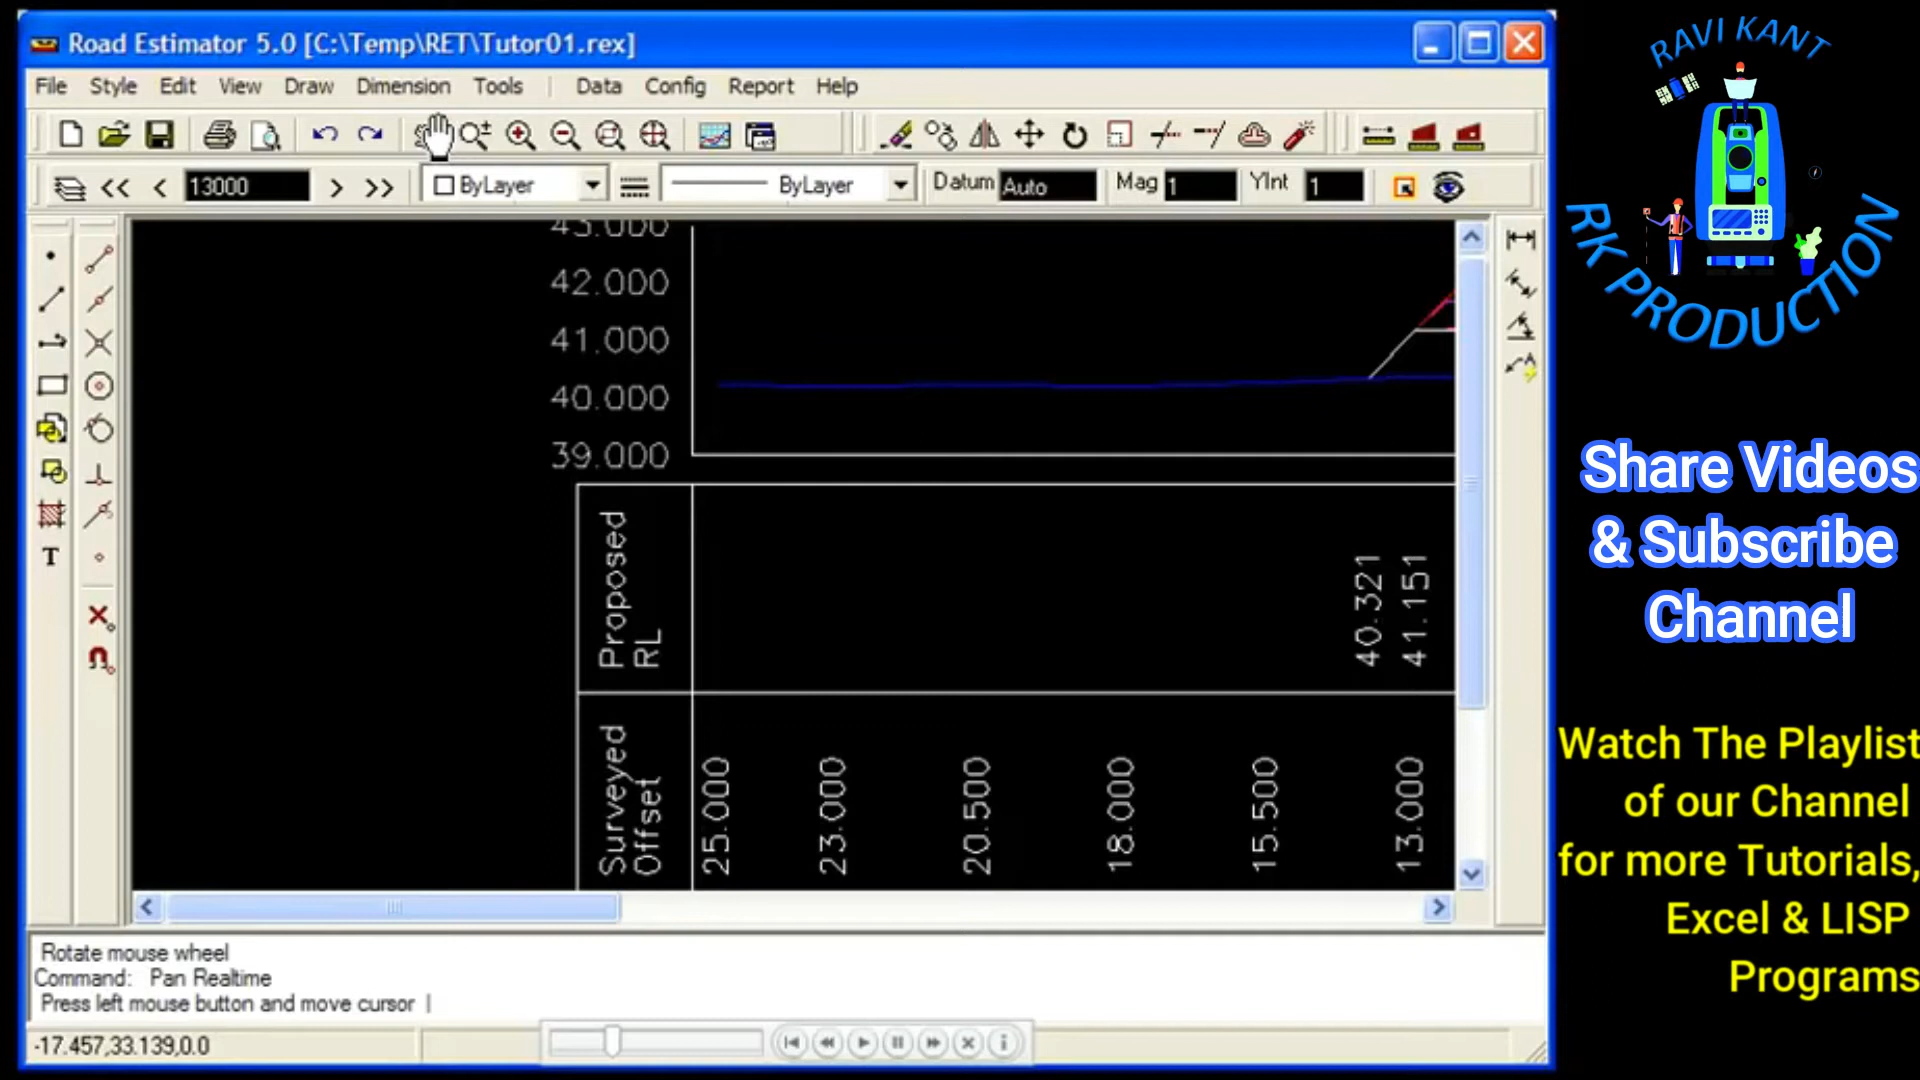 Road Estimator 5.0 [C:\Temp\RET\Tutor01.rex]
File Style Edit View Draw Dimension Tools Data Config Report Help
<< < 13000 > >> ByLayer ByLayer Datum Auto Mag 1 YInt 1
43.000
42.000
41.000
40.000
39.000
Proposed
RL
40.321
41.151
Surveyed
Offset
25.000
23.000
20.500
18.000
15.500
13.000
T
Rotate mouse wheel
Command: Pan Realtime
Press left mouse button and move cursor
-17.457,33.139,0.0
RAVI KANT
RK PRODUCTION
Share Videos
& Subscribe
Channel
Watch The Playlist
of our Channel
for more Tutorials,
Excel & LISP
Programs